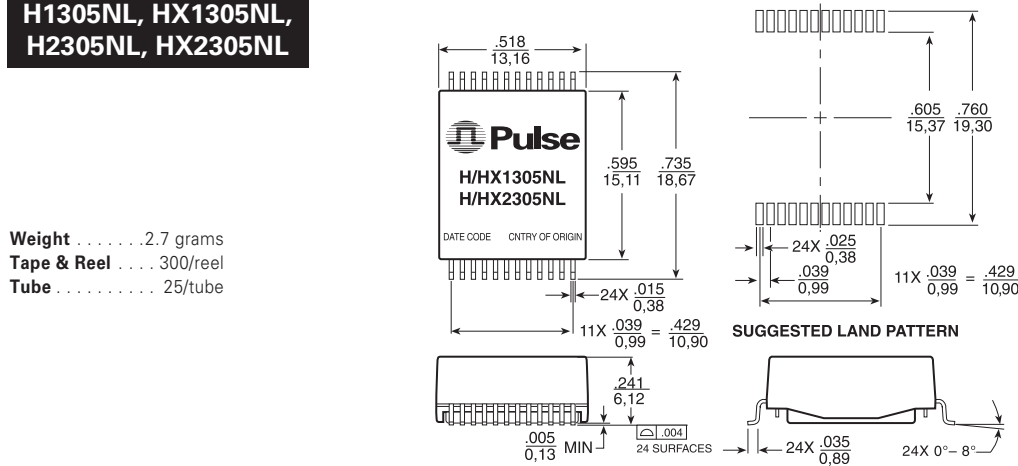 H1305NL, HX1305NL,
H2305NL, HX2305NL
Weight . . . . . . .2.7 grams
Tape & Reel . . . . 300/reel
Tube . . . . . . . . . . 25/tube
.518
13,16
Pulse
H/HX1305NL
H/HX2305NL
DATE CODE CNTRY OF ORIGIN
.595
15,11
.735
18,67
24X .015
0,38
11X .039 = .429
0,99 10,90
.605
15,37
.760
19,30
24X .025
0,38
.039
0,99
11X .039 = .429
0,99 10,90
SUGGESTED LAND PATTERN
.241
6,12
.005
0,13 MIN
.004
24 SURFACES
24X .035
0,89
24X 0°– 8°